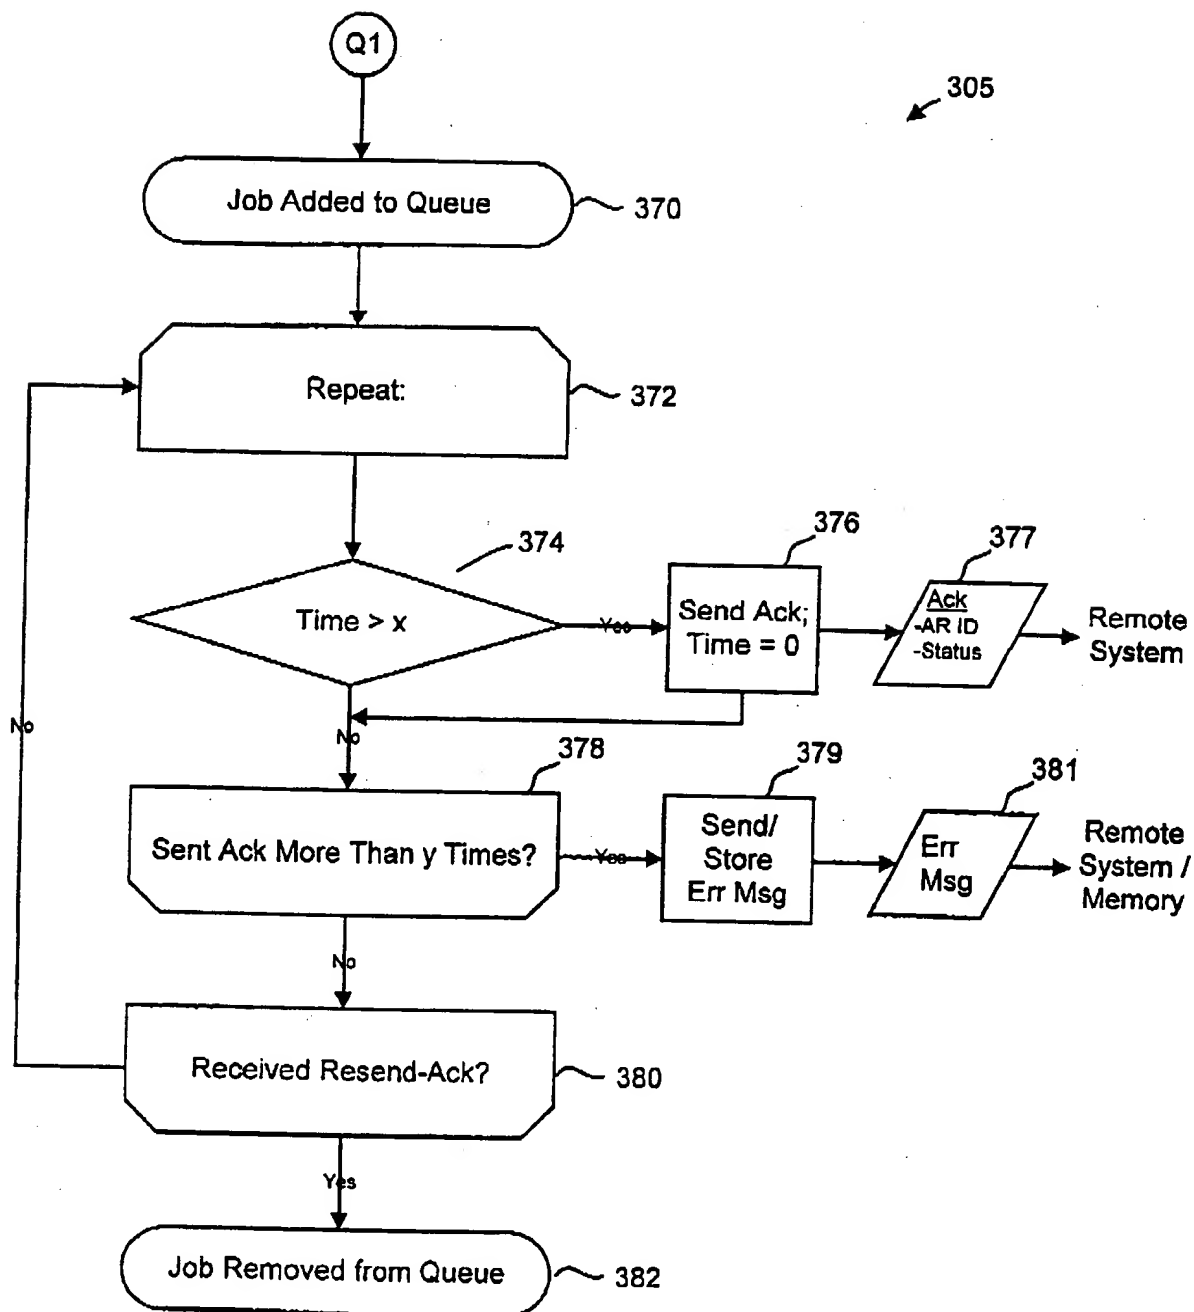 Q1
305
Job Added to Queue
370
Repeat:
372
374
376
377
Time > x
Yes
Send Ack;
Time = 0
Ack
-AR ID
-Status
Remote
System
No
No
378
379
381
Sent Ack More Than y Times?
Yes
Send/
Store
Err Msg
Err
Msg
Remote
System /
Memory
No
Received Resend-Ack?
380
Yes
Job Removed from Queue
382